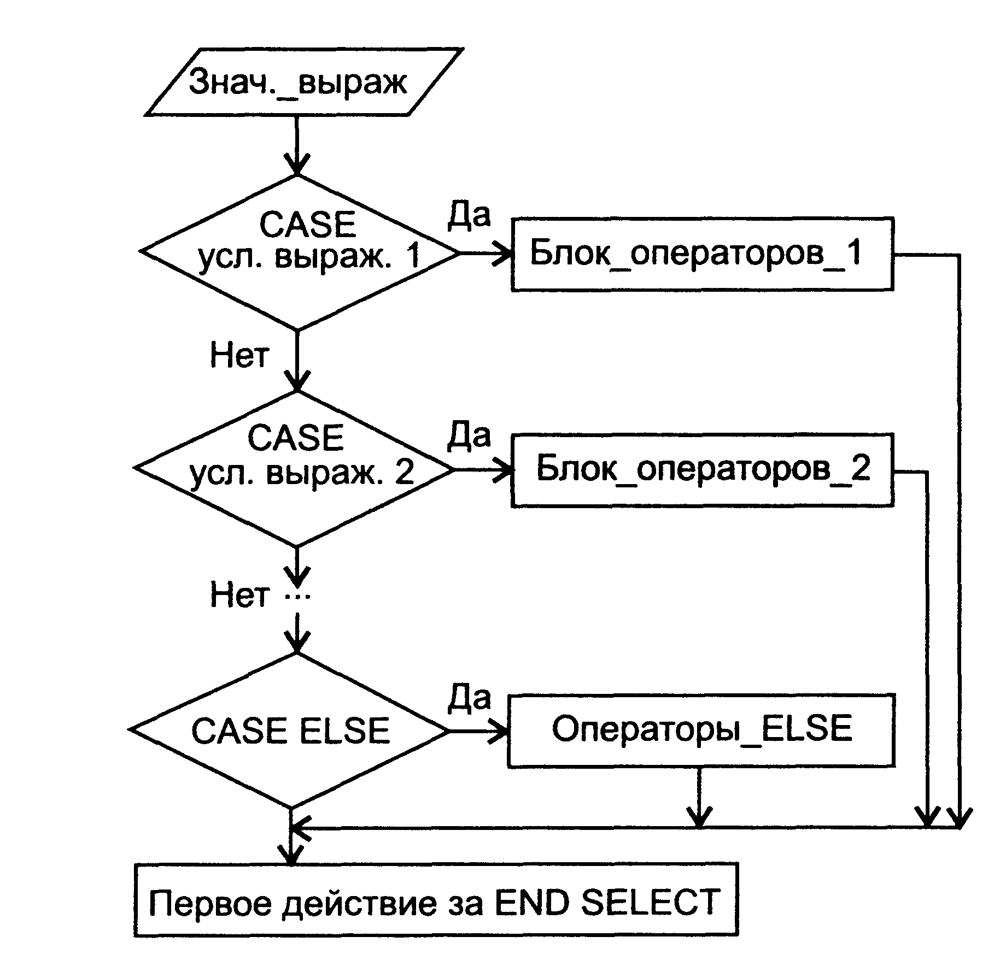 Знач._выраж
CASE
усл. выраж. 1
Да
Блок_операторов_1
Нет
CASE
усл. выраж. 2
Да
Блок_операторов_2
Нет ...
CASE ELSE
Да
Операторы_ELSE
Первое действие за END SELECT